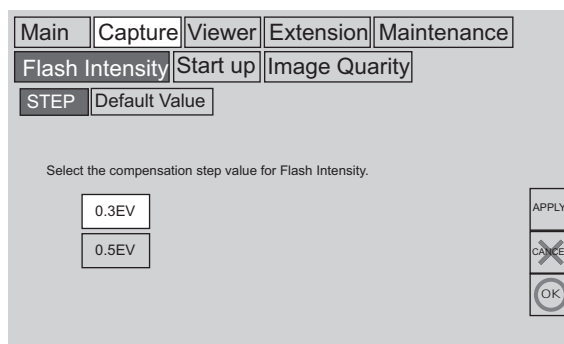 Main Capture Viewer Extension Maintenance
Flash Intensity Start up Image Quarity
STEP Default Value
Select the compensation step value for Flash Intensity.
0.3EV
0.5EV
APPLY
CANCE
OK